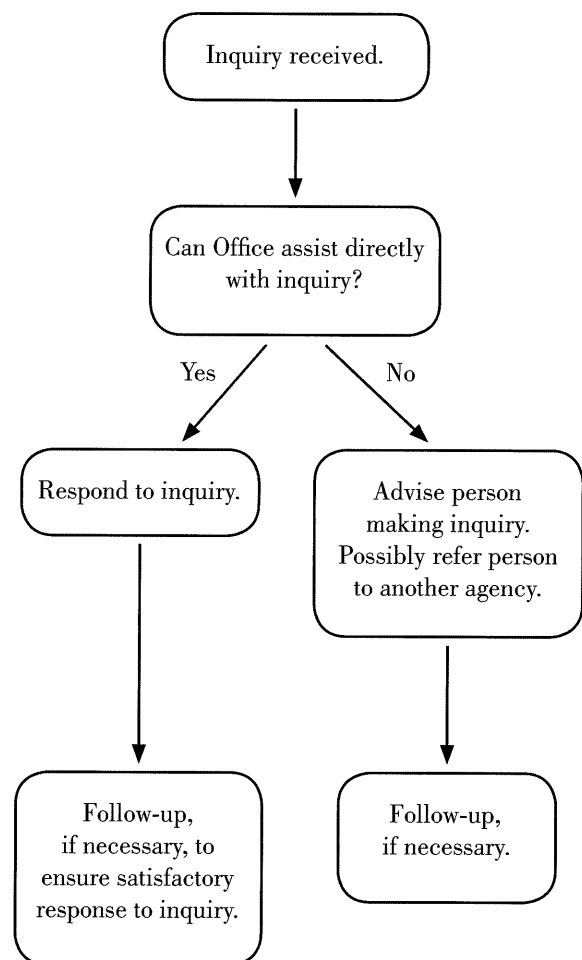 Inquiry received.
Can Office assist directly
with inquiry?
Yes
No
Respond to inquiry.
Advise person
making inquiry.
Possibly refer person
to another agency.
Follow-up,
if necessary, to
ensure satisfactory
response to inquiry.
Follow-up,
if necessary.